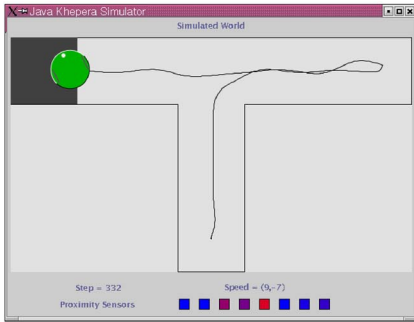 Java Khepera Simulator
Simulated World
Step = 332 Speed = (9,-7)
Proximity Sensors